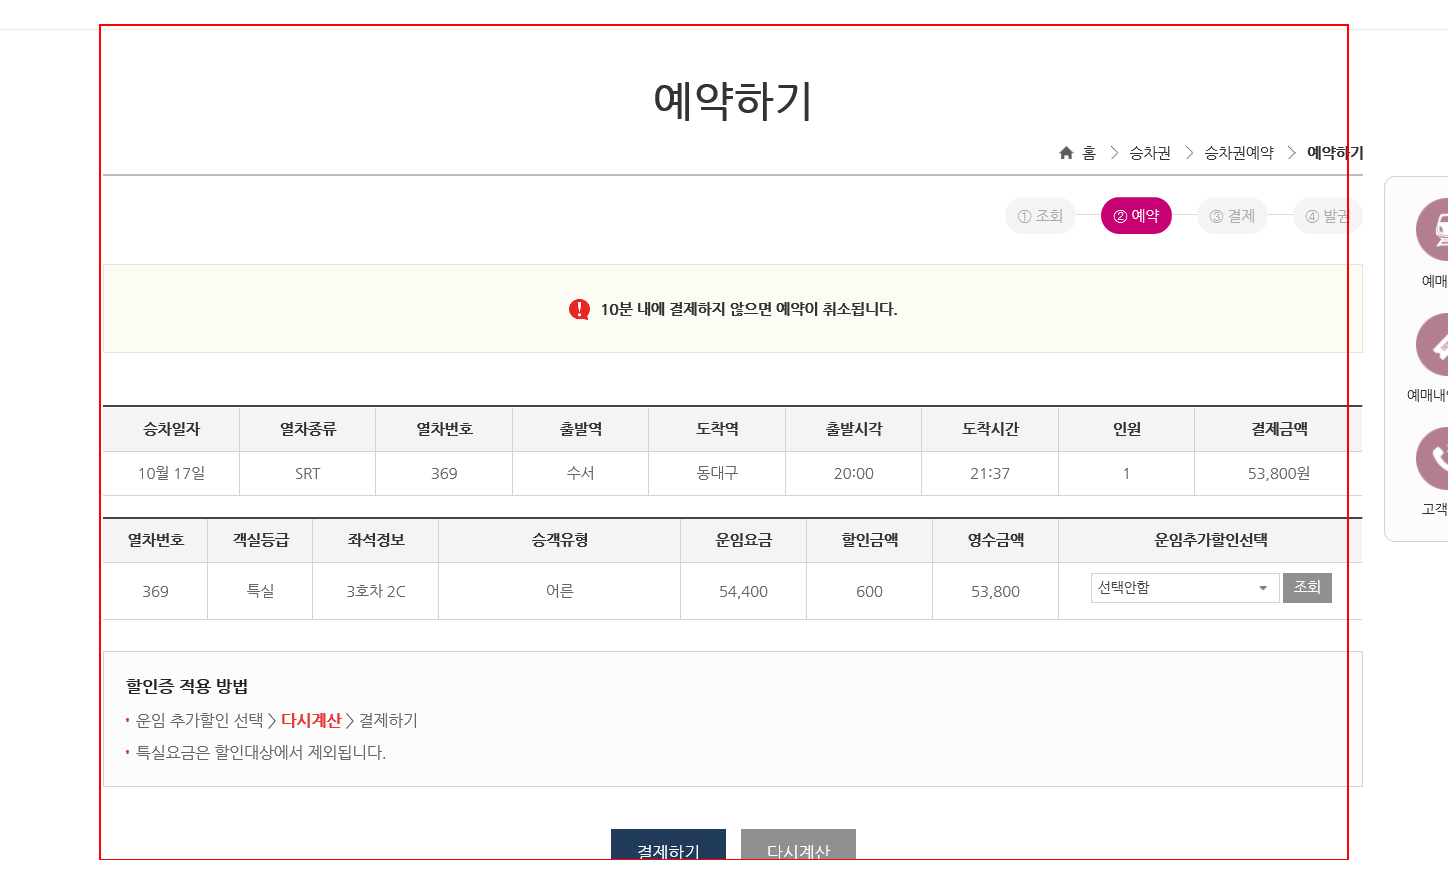 예약하기
홈 > 승차권 > 승차권예약 > 예약하기
① 조회 ② 예약 ③ 결제 ④ 발권
10분 내에 결제하지 않으면 예약이 취소됩니다.
승차일자 열차종류 열차번호 출발역 도착역 출발시각 도착시간 인원 결제금액
10월 17일 SRT 369 수서 동대구 20:00 21:37 1 53,800원
열차번호 객실등급 좌석정보 승객유형 운임요금 할인금액 영수금액 운임추가할인선택
369 특실 3호차 2C 어른 54,400 600 53,800 선택안함 조회
할인증 적용 방법
운임 추가할인 선택 > 다시계산 > 결제하기
특실요금은 할인대상에서 제외됩니다.
결제하기 다시계산
예매
예매내
고객